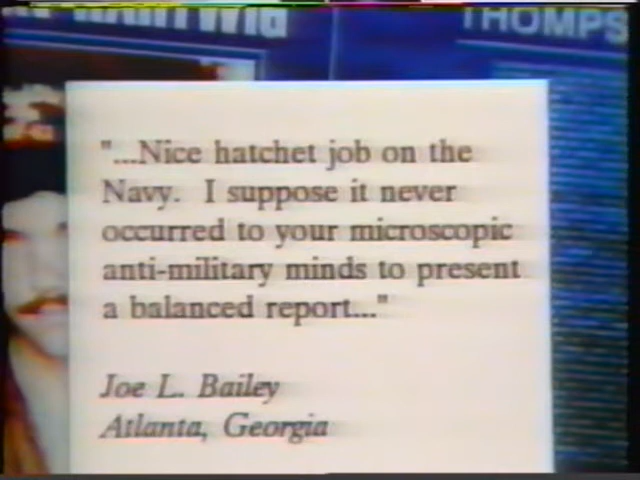 HARTWIG
THOMPS
"...Nice hatchet job on the
Navy. I suppose it never
occurred to your microscopic
anti-military minds to present
a balanced report..."
Joe L. Bailey
Atlanta, Georgia